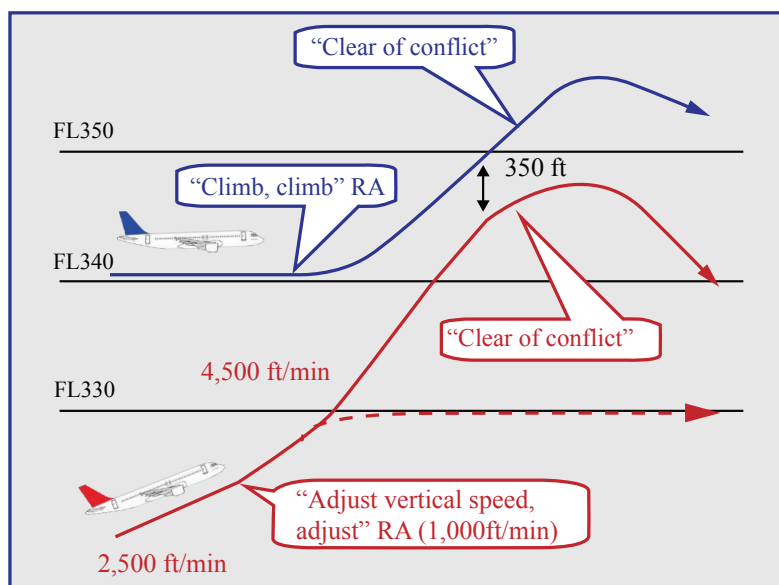 “Clear of conflict”
FL350
350 ft
“Climb, climb” RA
FL340
“Clear of conflict”
4,500 ft/min
FL330
“Adjust vertical speed,
adjust” RA (1,000ft/min)
2,500 ft/min